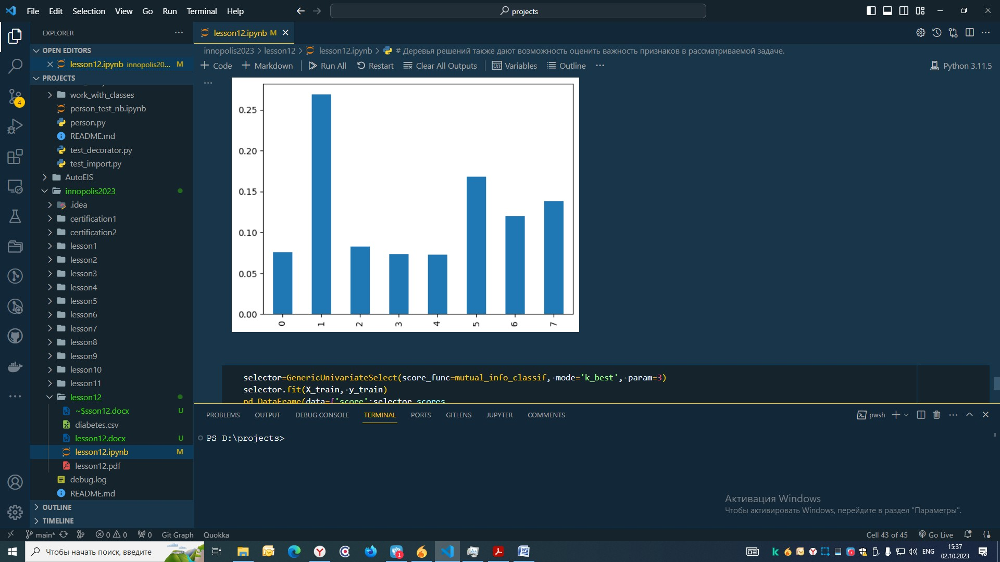 File Edit Selection View Go Run Terminal Help
projects
EXPLORER
OPEN EDITORS
lesson12.ipynb innopolis20... M
PROJECTS
work_with_classes
person_test_nb.ipynb
person.py
README.md
test_decorator.py
test_import.py
AutoEIS
innopolis2023
.idea
certification1
certification2
lesson1
lesson2
lesson3
lesson4
lesson5
lesson6
lesson7
lesson8
lesson9
lesson10
lesson11
lesson12
~$sson12.docx U
diabetes.csv
lesson12.docx U
lesson12.ipynb M
lesson12.pdf
debug.log
README.md
OUTLINE
TIMELINE
4
lesson12.ipynb M
innopolis2023 > lesson12 > lesson12.ipynb > # Деревья решений также дают возможность оценить важность признаков в рассматриваемой задаче.
Code Markdown Run All Restart Clear All Outputs Variables Outline ...
Python 3.11.5
0.25
0.20
0.15
0.10
0.05
0.00
0 1 2 3 4 5 6 7
selector=GenericUnivariateSelect(score_func=mutual_info_classif, mode='k_best', param=3)
selector.fit(X_train, y_train)
pd.DataFrame(data={'score':selector.scores_
PROBLEMS OUTPUT DEBUG CONSOLE TERMINAL PORTS GITLENS JUPYTER COMMENTS
pwsh
PS D:\projects>
Активация Windows
Чтобы активировать Windows, перейдите в раздел "Параметры".
main* 0 0 0 Git Graph Quokka
Cell 43 of 45 Go Live
Чтобы начать поиск, введите
ENG
15:37
02.10.2023